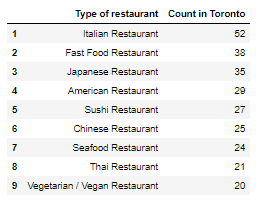 Type of restaurant Count in Toronto
1 Italian Restaurant 52
2 Fast Food Restaurant 38
3 Japanese Restaurant 35
4 American Restaurant 29
5 Sushi Restaurant 27
6 Chinese Restaurant 25
7 Seafood Restaurant 24
8 Thai Restaurant 21
9 Vegetarian / Vegan Restaurant 20